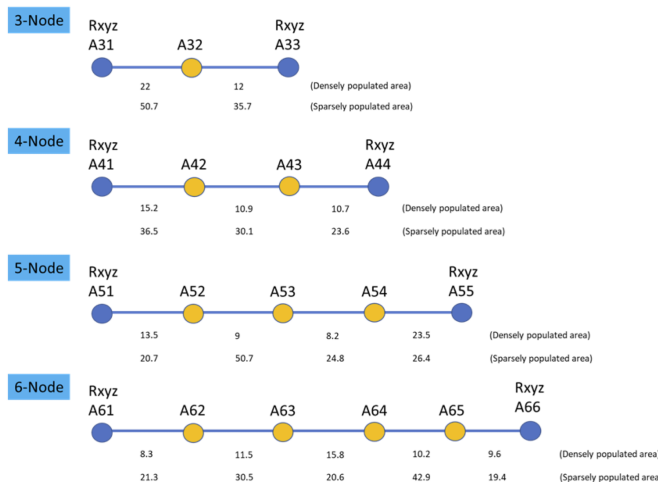 3-Node
Rxyz Rxyz
A31 A32 A33
22 12 (Densely populated area)
50.7 35.7 (Sparsely populated area)
4-Node
Rxyz Rxyz
A41 A42 A43 A44
15.2 10.9 10.7 (Densely populated area)
36.5 30.1 23.6 (Sparsely populated area)
5-Node
Rxyz Rxyz
A51 A52 A53 A54 A55
13.5 9 8.2 23.5 (Densely populated area)
20.7 50.7 24.8 26.4 (Sparsely populated area)
6-Node
Rxyz Rxyz
A61 A62 A63 A64 A65 A66
8.3 11.5 15.8 10.2 9.6 (Densely populated area)
21.3 30.5 20.6 42.9 19.4 (Sparsely populated area